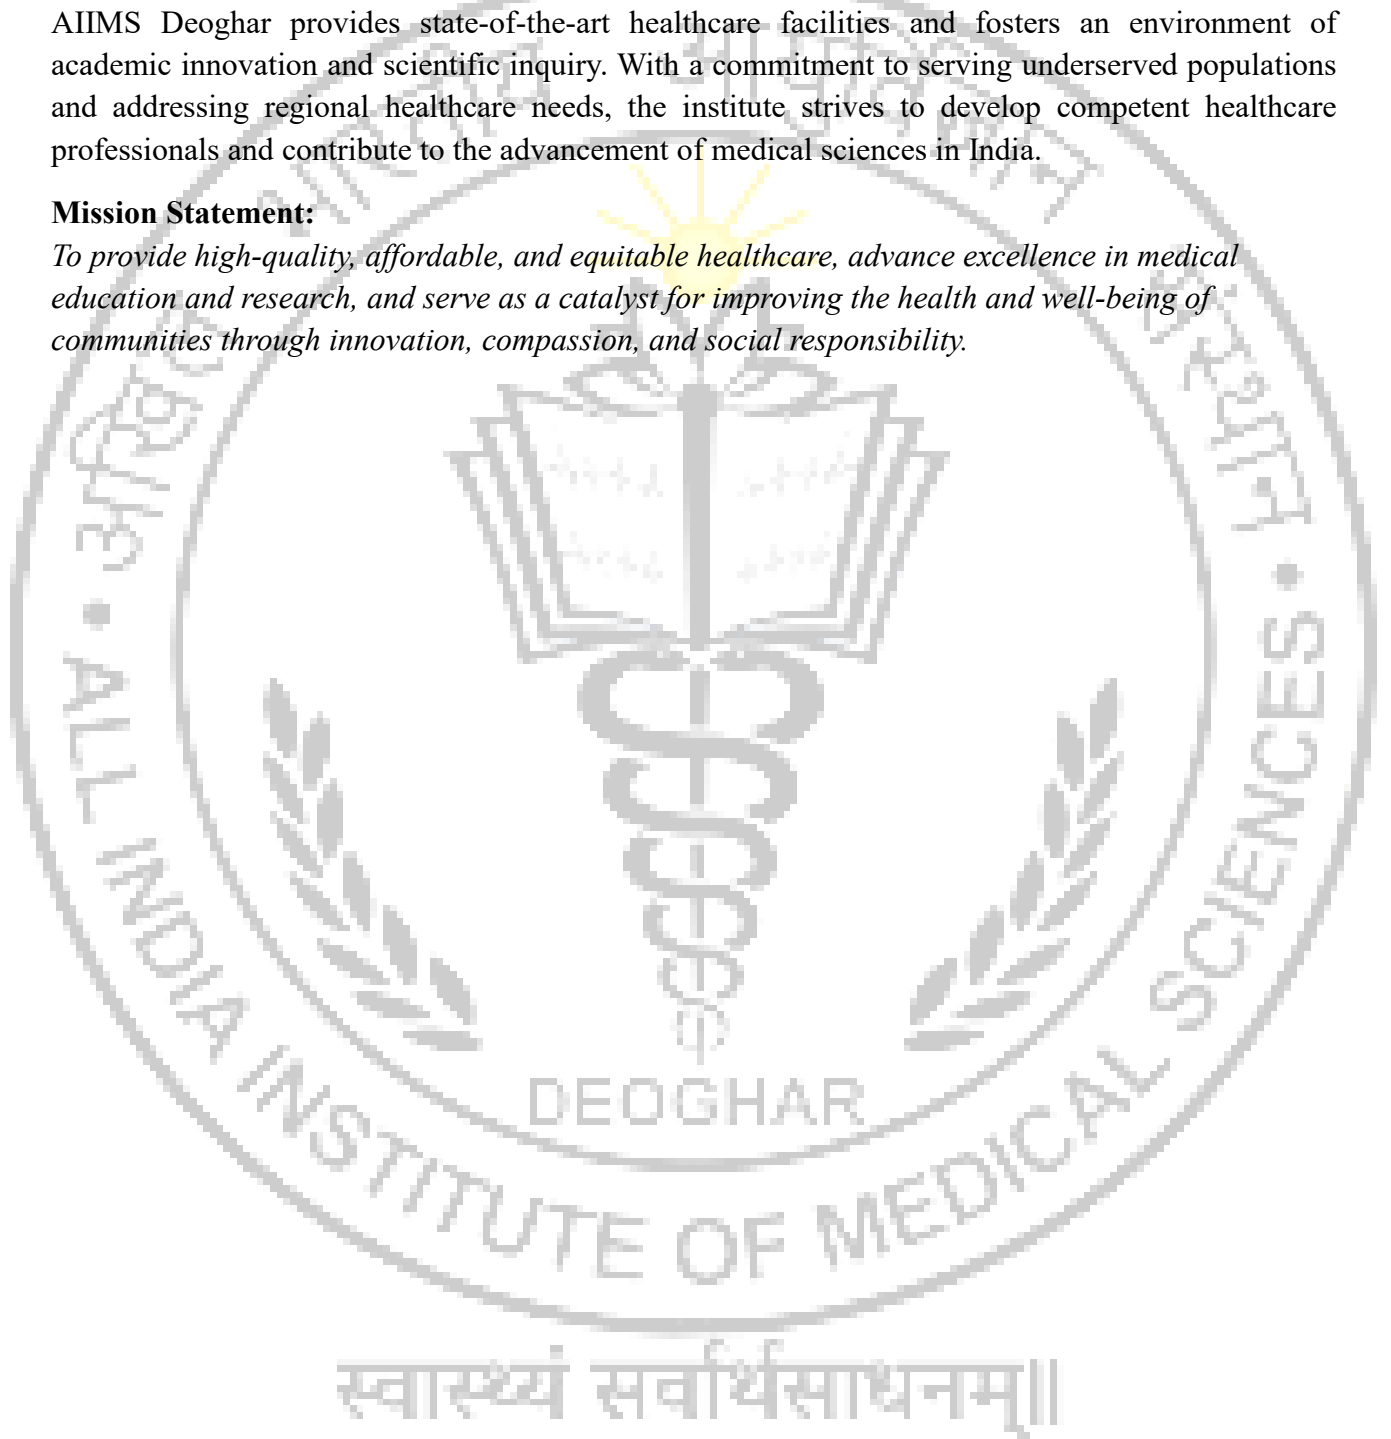 AIIMS Deoghar provides state-of-the-art healthcare facilities and fosters an environment of
academic innovation and scientific inquiry. With a commitment to serving underserved populations
and addressing regional healthcare needs, the institute strives to develop competent healthcare
professionals and contribute to the advancement of medical sciences in India.
Mission Statement:
To provide high-quality, affordable, and equitable healthcare, advance excellence in medical
education and research, and serve as a catalyst for improving the health and well-being of
communities through innovation, compassion, and social responsibility.
अखिल भारतीय आयुर्विज्ञान संस्थान
DEOGHAR
• ALL INDIA INSTITUTE OF MEDICAL SCIENCES •
स्वास्थ्यं सर्वार्थसाधनम्॥